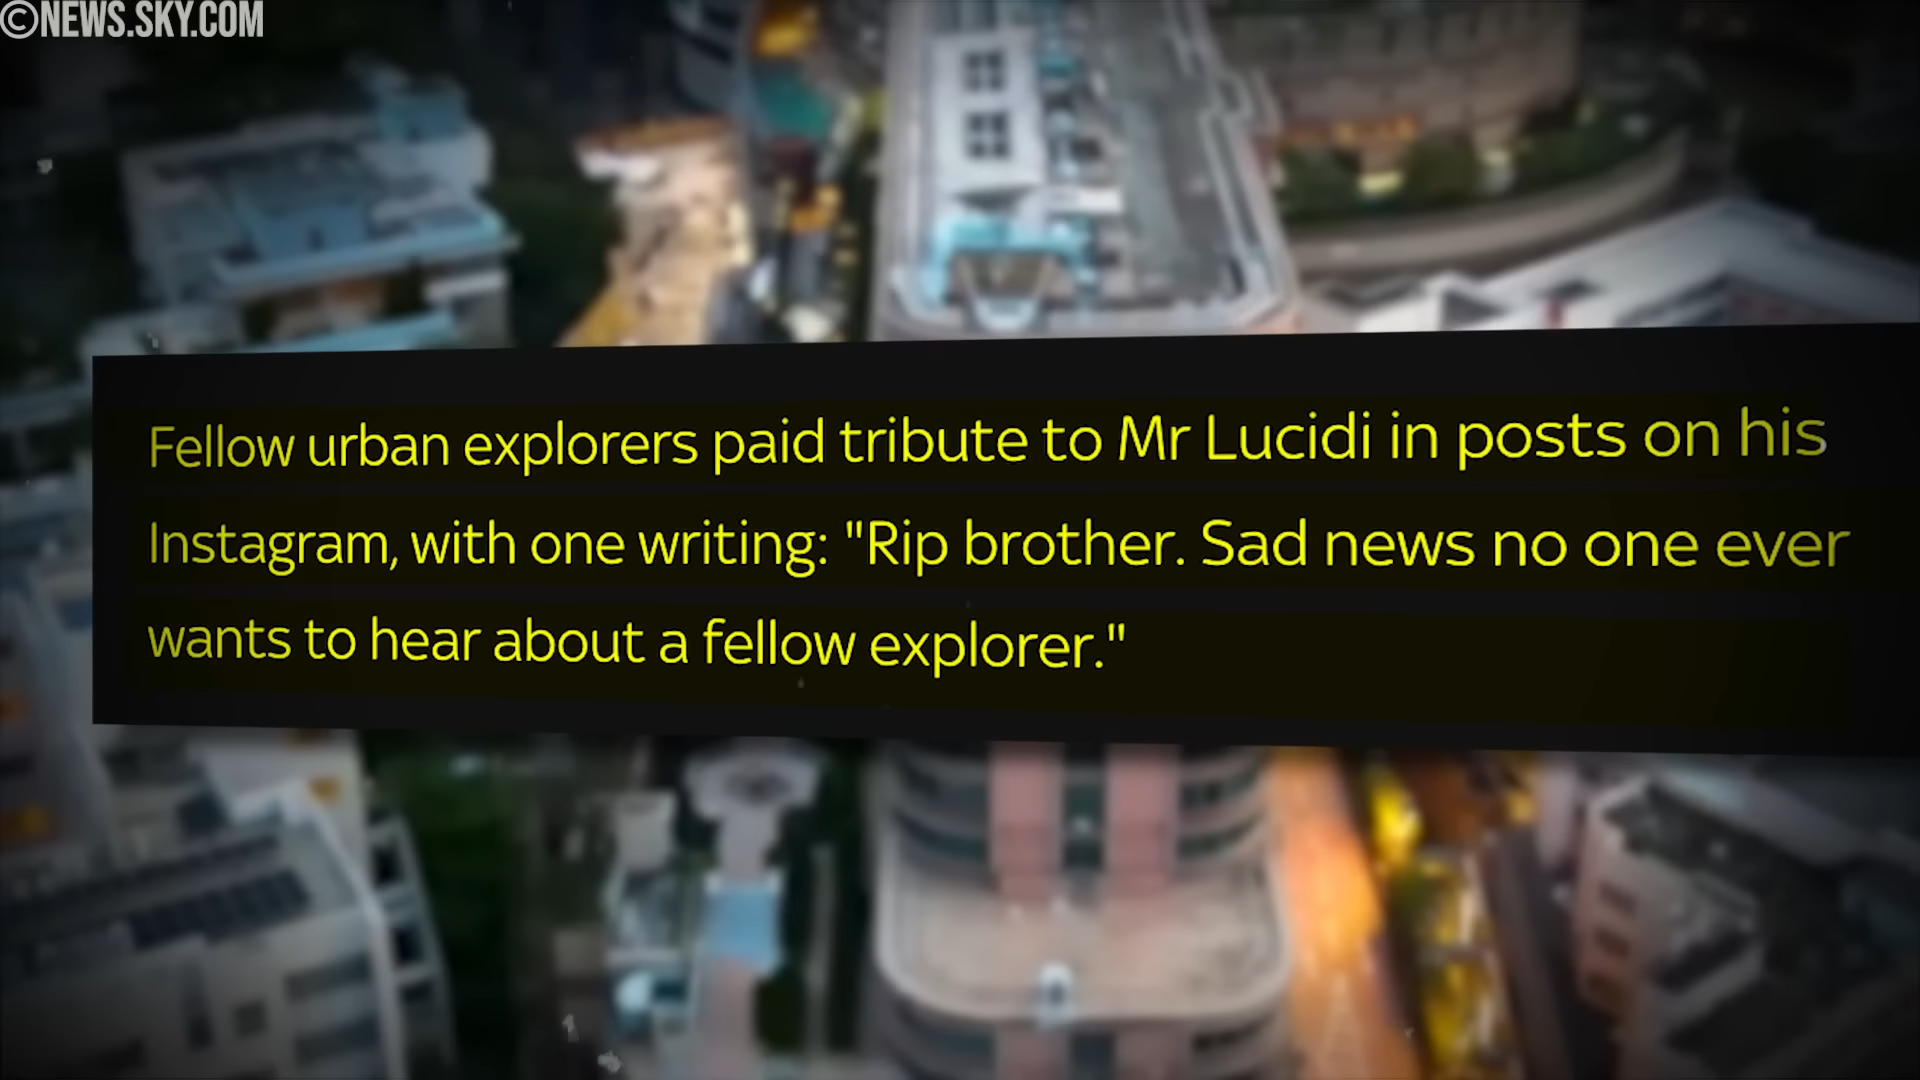 ©NEWS.SKY.COM
Fellow urban explorers paid tribute to Mr Lucidi in posts on his
Instagram, with one writing: "Rip brother. Sad news no one ever
wants to hear about a fellow explorer."